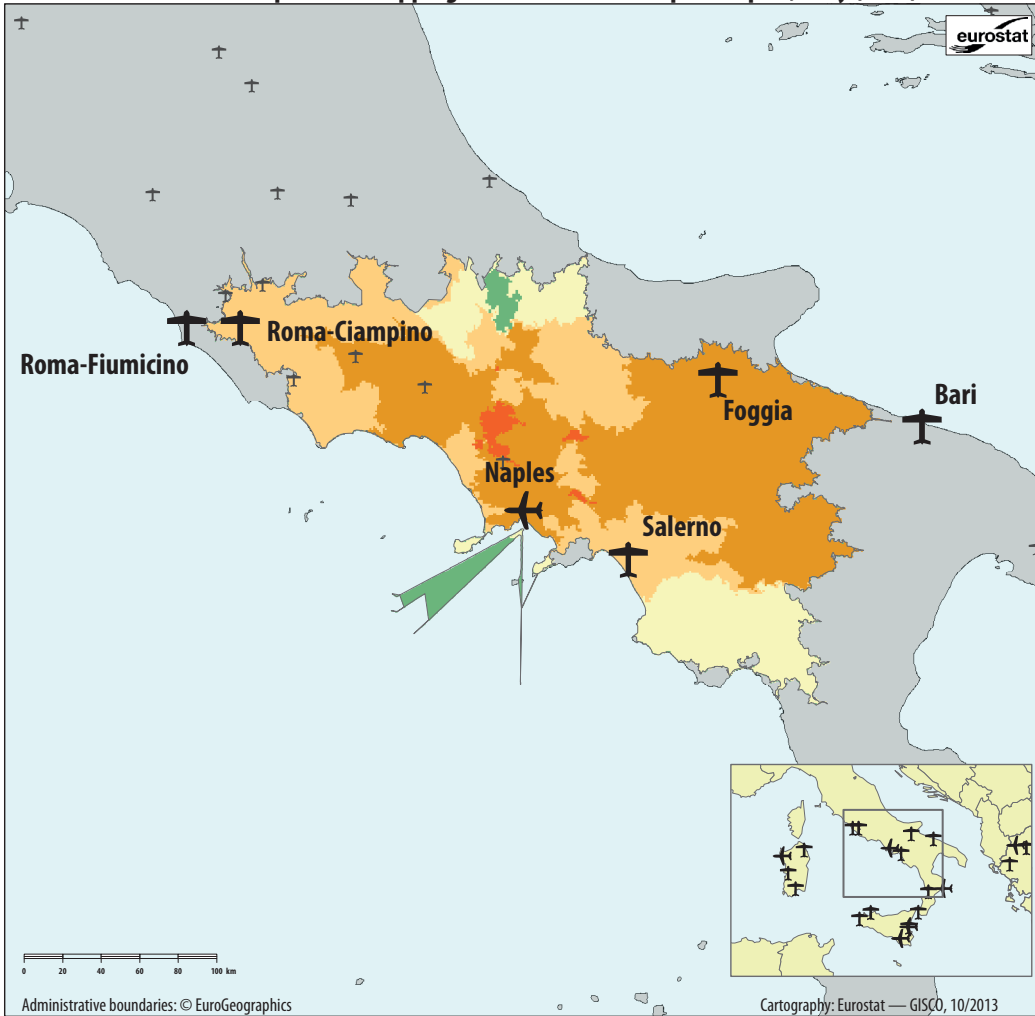 eurostat
Roma-Ciampino
Roma-Fiumicino
Foggia
Bari
Naples
Salerno
0 20 40 60 80 100 km
Administrative boundaries: © EuroGeographics
Cartography: Eurostat — GISCO, 10/2013